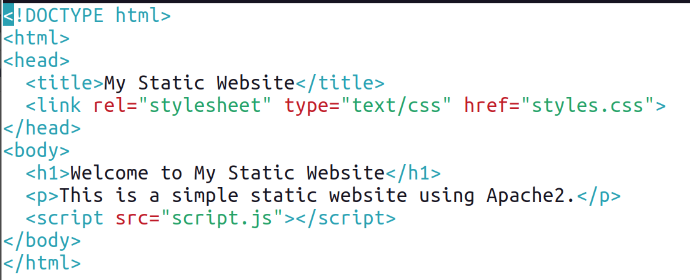 <!DOCTYPE html>
<html>
<head>
  <title>My Static Website</title>
  <link rel="stylesheet" type="text/css" href="styles.css">
</head>
<body>
  <h1>Welcome to My Static Website</h1>
  <p>This is a simple static website using Apache2.</p>
  <script src="script.js"></script>
</body>
</html>